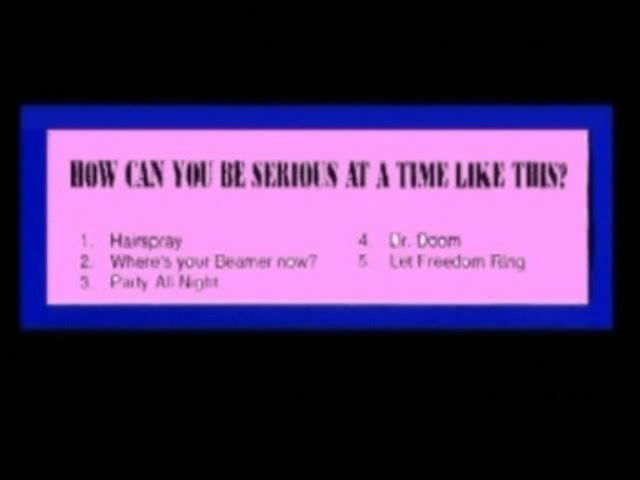 HOW CAN YOU BE SERIOUS AT A TIME LIKE THIS?
1. Hairspray
2. Where's your Beamer now?
3. Party All Night
4. Dr. Doom
5. Let Freedom Ring